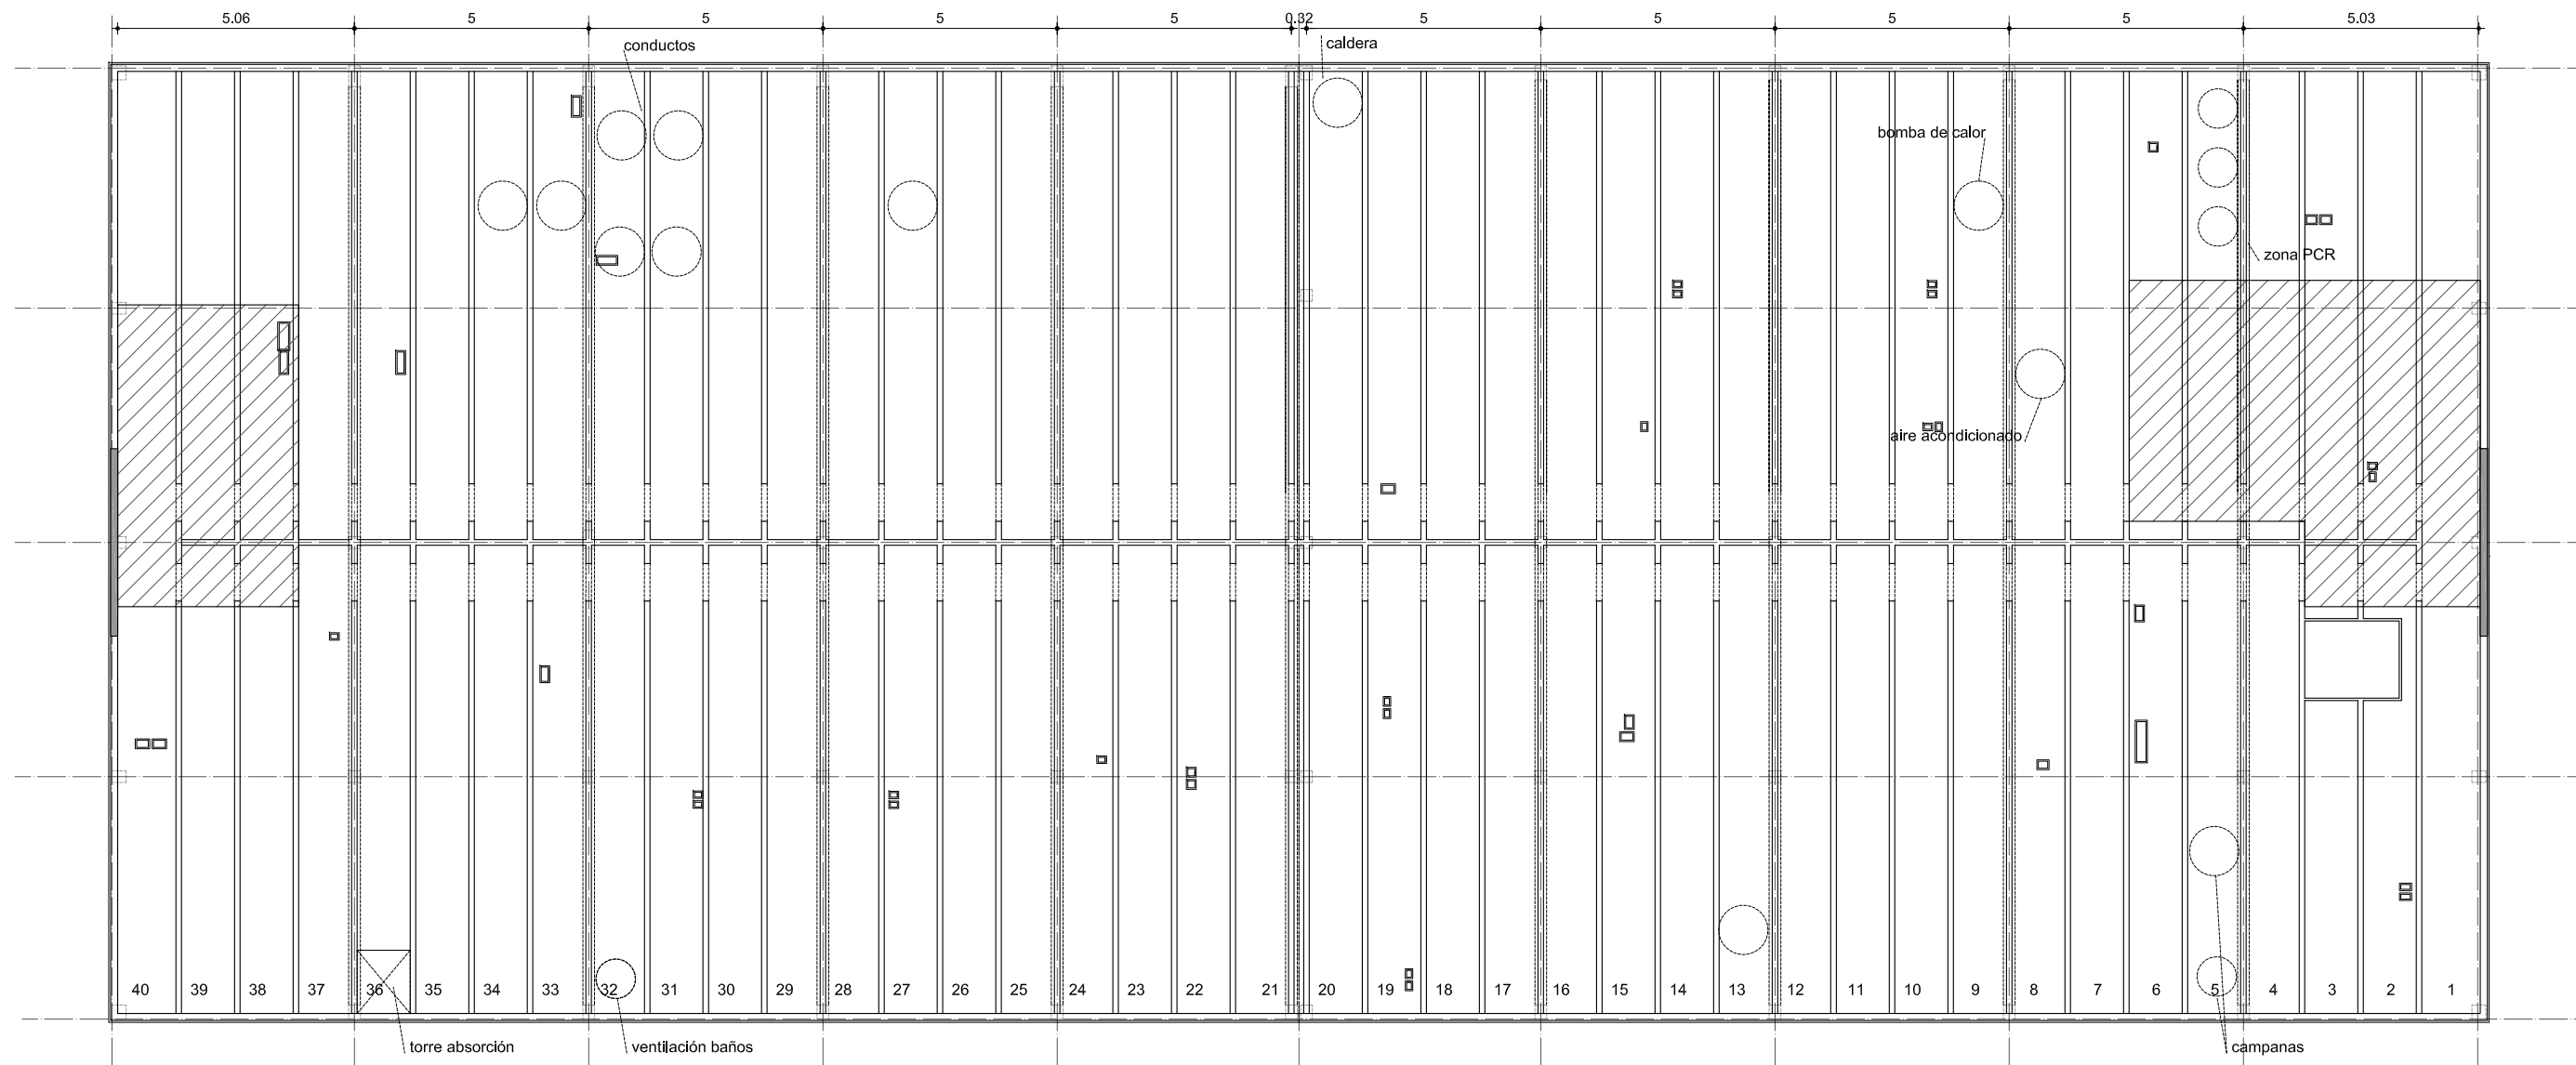 5.06 5 5 5 5 0.32 5 5 5 5 5.03
conductos
caldera
bomba de calor
zona PCR
aire acondicionado
40 39 38 37 36 35 34 33 32 31 30 29 28 27 26 25 24 23 22 21 20 19 18 17 16 15 14 13 12 11 10 9 8 7 6 5 4 3 2 1
torre absorción
ventilación baños
campanas